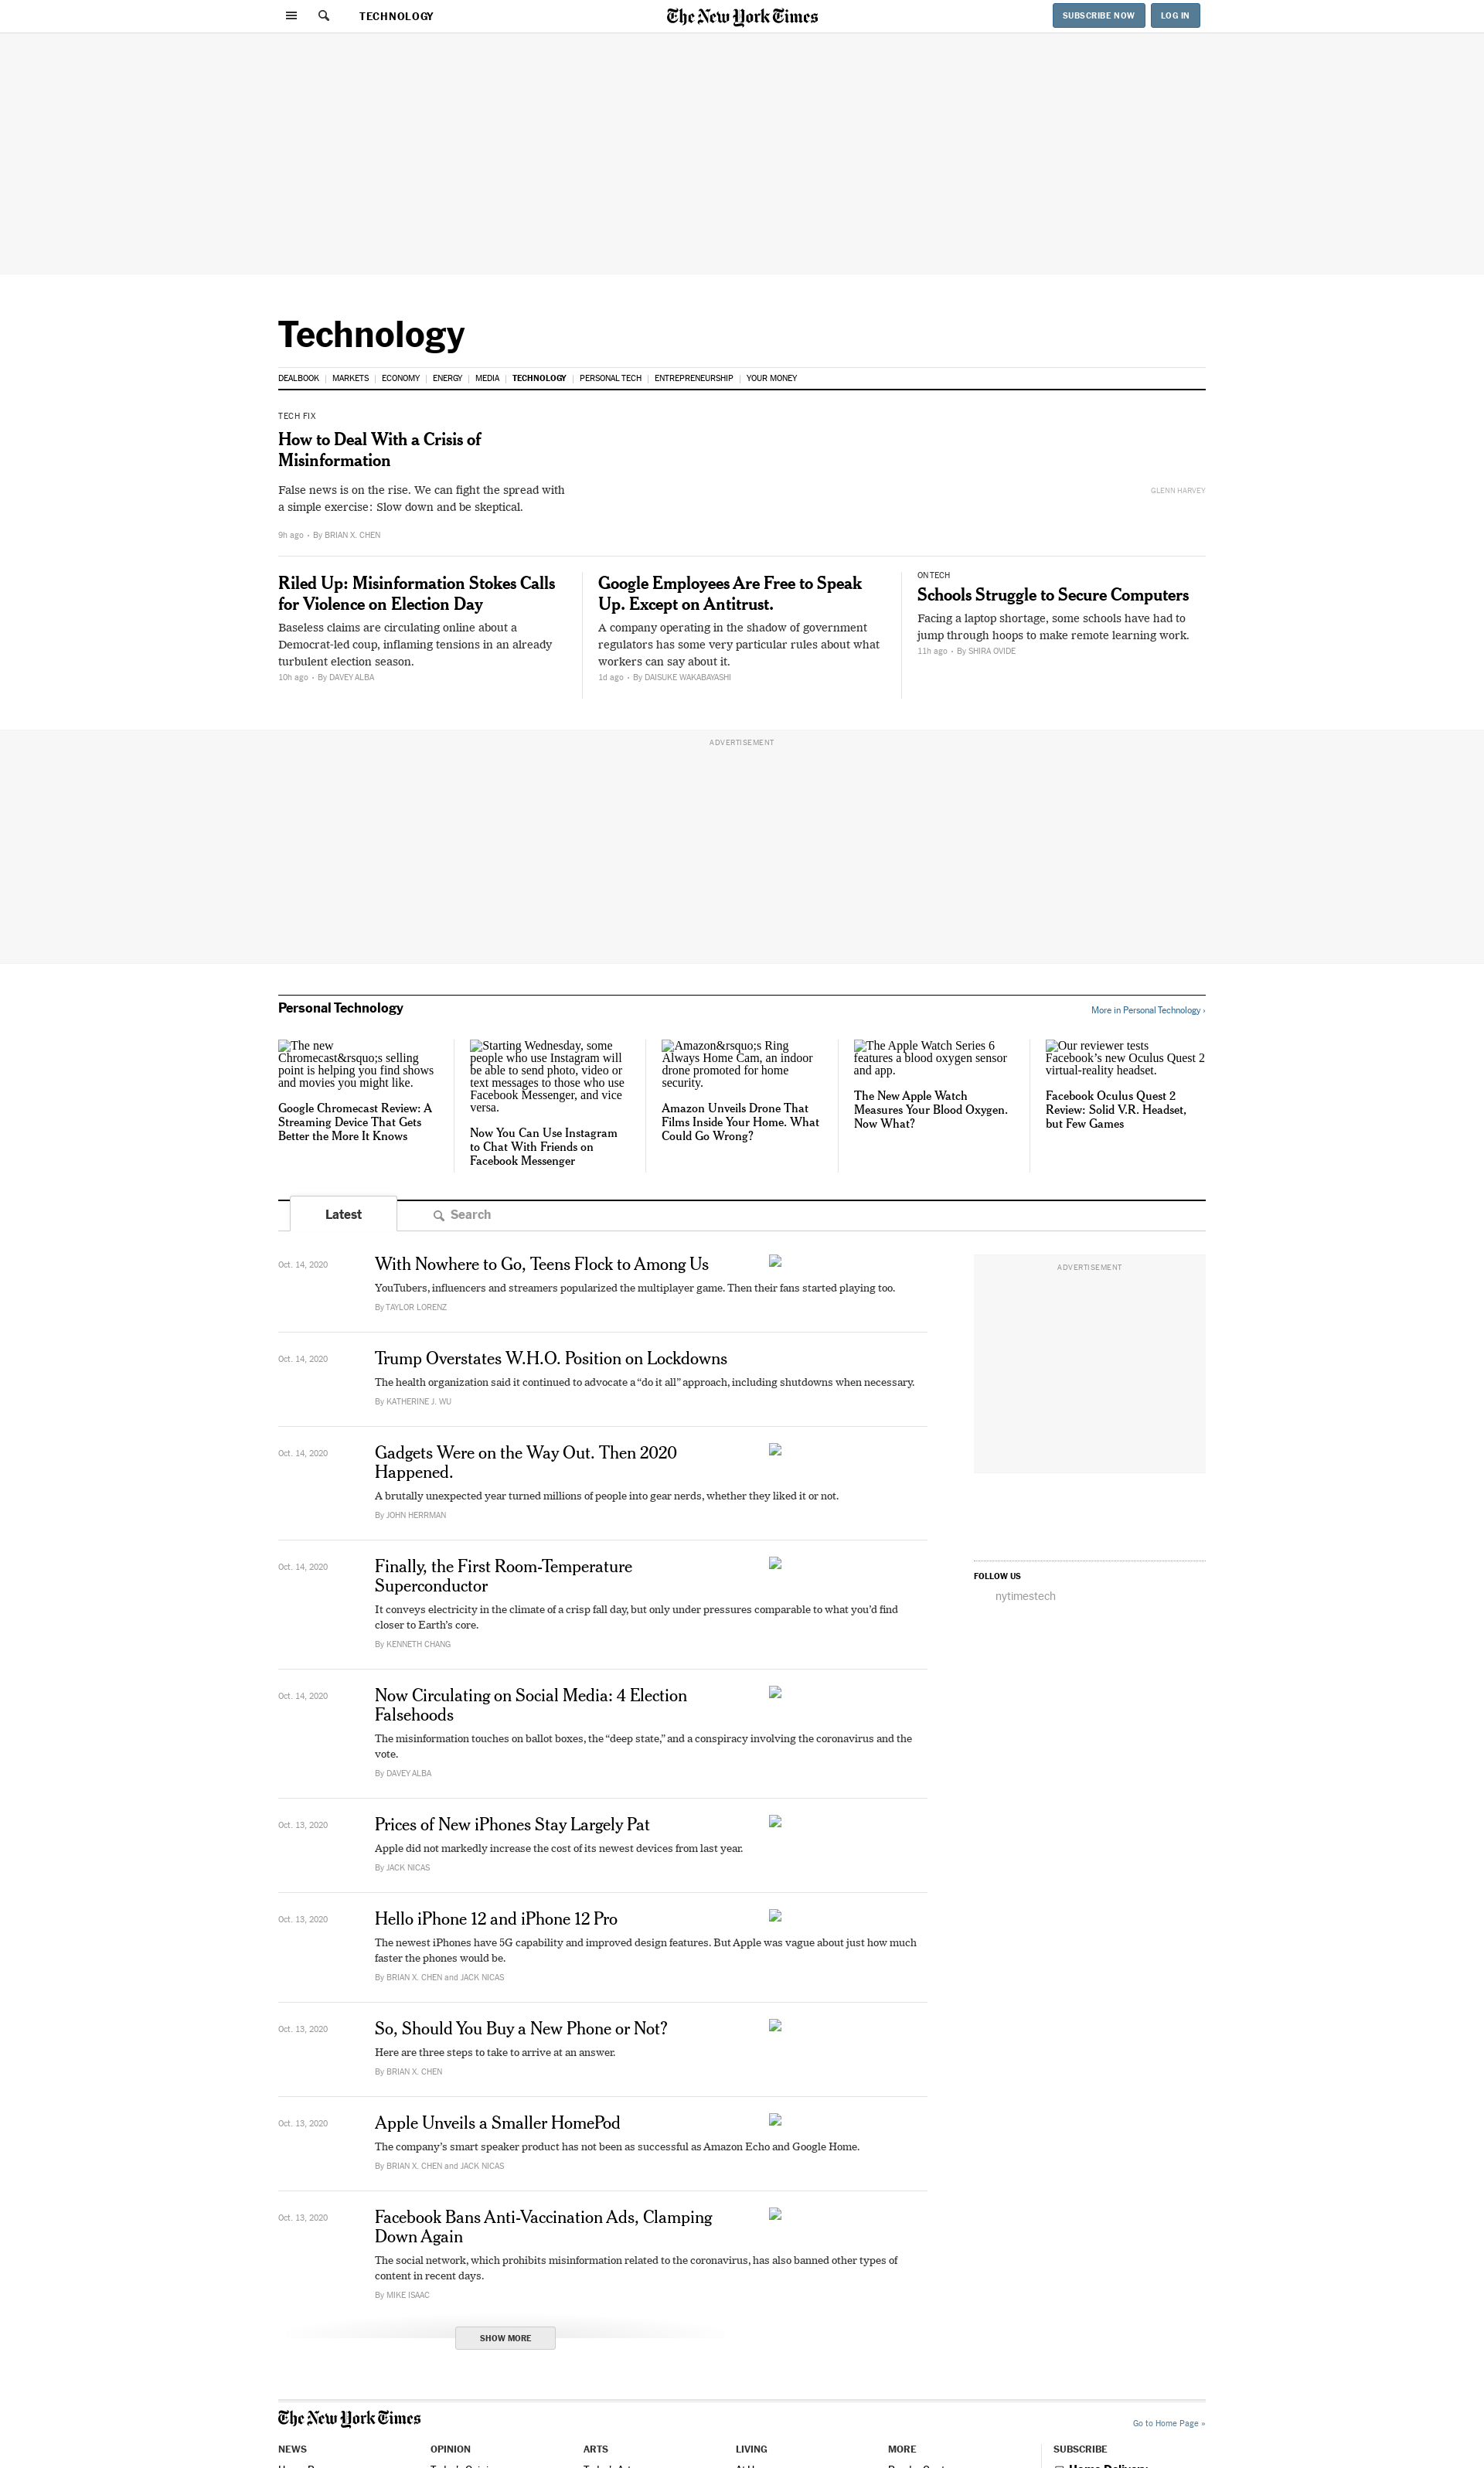 TECHNOLOGY
The New York Times
SUBSCRIBE NOW
LOG IN
Technology
DEALBOOK | MARKETS | ECONOMY | ENERGY | MEDIA | TECHNOLOGY | PERSONAL TECH | ENTREPRENEURSHIP | YOUR MONEY
TECH FIX
How to Deal With a Crisis of
Misinformation
False news is on the rise. We can fight the spread with
a simple exercise: Slow down and be skeptical.
9h ago • By BRIAN X. CHEN
GLENN HARVEY
Riled Up: Misinformation Stokes Calls
for Violence on Election Day
Baseless claims are circulating online about a
Democrat-led coup, inflaming tensions in an already
turbulent election season.
10h ago • By DAVEY ALBA
Google Employees Are Free to Speak
Up. Except on Antitrust.
A company operating in the shadow of government
regulators has some very particular rules about what
workers can say about it.
1d ago • By DAISUKE WAKABAYASHI
ON TECH
Schools Struggle to Secure Computers
Facing a laptop shortage, some schools have had to
jump through hoops to make remote learning work.
11h ago • By SHIRA OVIDE
ADVERTISEMENT
Personal Technology
More in Personal Technology ›
The new
Chromecast&rsquo;s selling
point is helping you find shows
and movies you might like.
Google Chromecast Review: A
Streaming Device That Gets
Better the More It Knows
Starting Wednesday, some
people who use Instagram will
be able to send photo, video or
text messages to those who use
Facebook Messenger, and vice
versa.
Now You Can Use Instagram
to Chat With Friends on
Facebook Messenger
Amazon&rsquo;s Ring
Always Home Cam, an indoor
drone promoted for home
security.
Amazon Unveils Drone That
Films Inside Your Home. What
Could Go Wrong?
The Apple Watch Series 6
features a blood oxygen sensor
and app.
The New Apple Watch
Measures Your Blood Oxygen.
Now What?
Our reviewer tests
Facebook’s new Oculus Quest 2
virtual-reality headset.
Facebook Oculus Quest 2
Review: Solid V.R. Headset,
but Few Games
Latest
Search
Oct. 14, 2020
With Nowhere to Go, Teens Flock to Among Us
YouTubers, influencers and streamers popularized the multiplayer game. Then their fans started playing too.
By TAYLOR LORENZ
Oct. 14, 2020
Trump Overstates W.H.O. Position on Lockdowns
The health organization said it continued to advocate a “do it all” approach, including shutdowns when necessary.
By KATHERINE J. WU
Oct. 14, 2020
Gadgets Were on the Way Out. Then 2020
Happened.
A brutally unexpected year turned millions of people into gear nerds, whether they liked it or not.
By JOHN HERRMAN
Oct. 14, 2020
Finally, the First Room-Temperature
Superconductor
It conveys electricity in the climate of a crisp fall day, but only under pressures comparable to what you’d find
closer to Earth’s core.
By KENNETH CHANG
Oct. 14, 2020
Now Circulating on Social Media: 4 Election
Falsehoods
The misinformation touches on ballot boxes, the “deep state,” and a conspiracy involving the coronavirus and the
vote.
By DAVEY ALBA
Oct. 13, 2020
Prices of New iPhones Stay Largely Pat
Apple did not markedly increase the cost of its newest devices from last year.
By JACK NICAS
Oct. 13, 2020
Hello iPhone 12 and iPhone 12 Pro
The newest iPhones have 5G capability and improved design features. But Apple was vague about just how much
faster the phones would be.
By BRIAN X. CHEN and JACK NICAS
Oct. 13, 2020
So, Should You Buy a New Phone or Not?
Here are three steps to take to arrive at an answer.
By BRIAN X. CHEN
Oct. 13, 2020
Apple Unveils a Smaller HomePod
The company’s smart speaker product has not been as successful as Amazon Echo and Google Home.
By BRIAN X. CHEN and JACK NICAS
Oct. 13, 2020
Facebook Bans Anti-Vaccination Ads, Clamping
Down Again
The social network, which prohibits misinformation related to the coronavirus, has also banned other types of
content in recent days.
By MIKE ISAAC
SHOW MORE
ADVERTISEMENT
FOLLOW US
nytimestech
The New York Times
Go to Home Page »
NEWS
OPINION
ARTS
LIVING
MORE
SUBSCRIBE